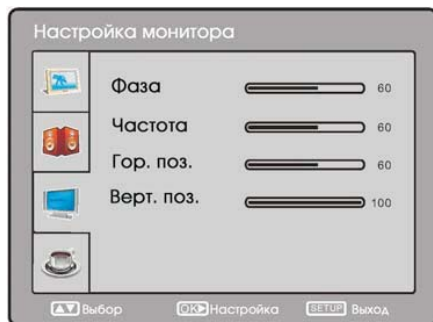 Настройка монитора
Фаза 60
Частота 60
Гор. поз. 60
Верт. поз. 100
▲▼ Выбор OK▶ Настройка SETUP Выход